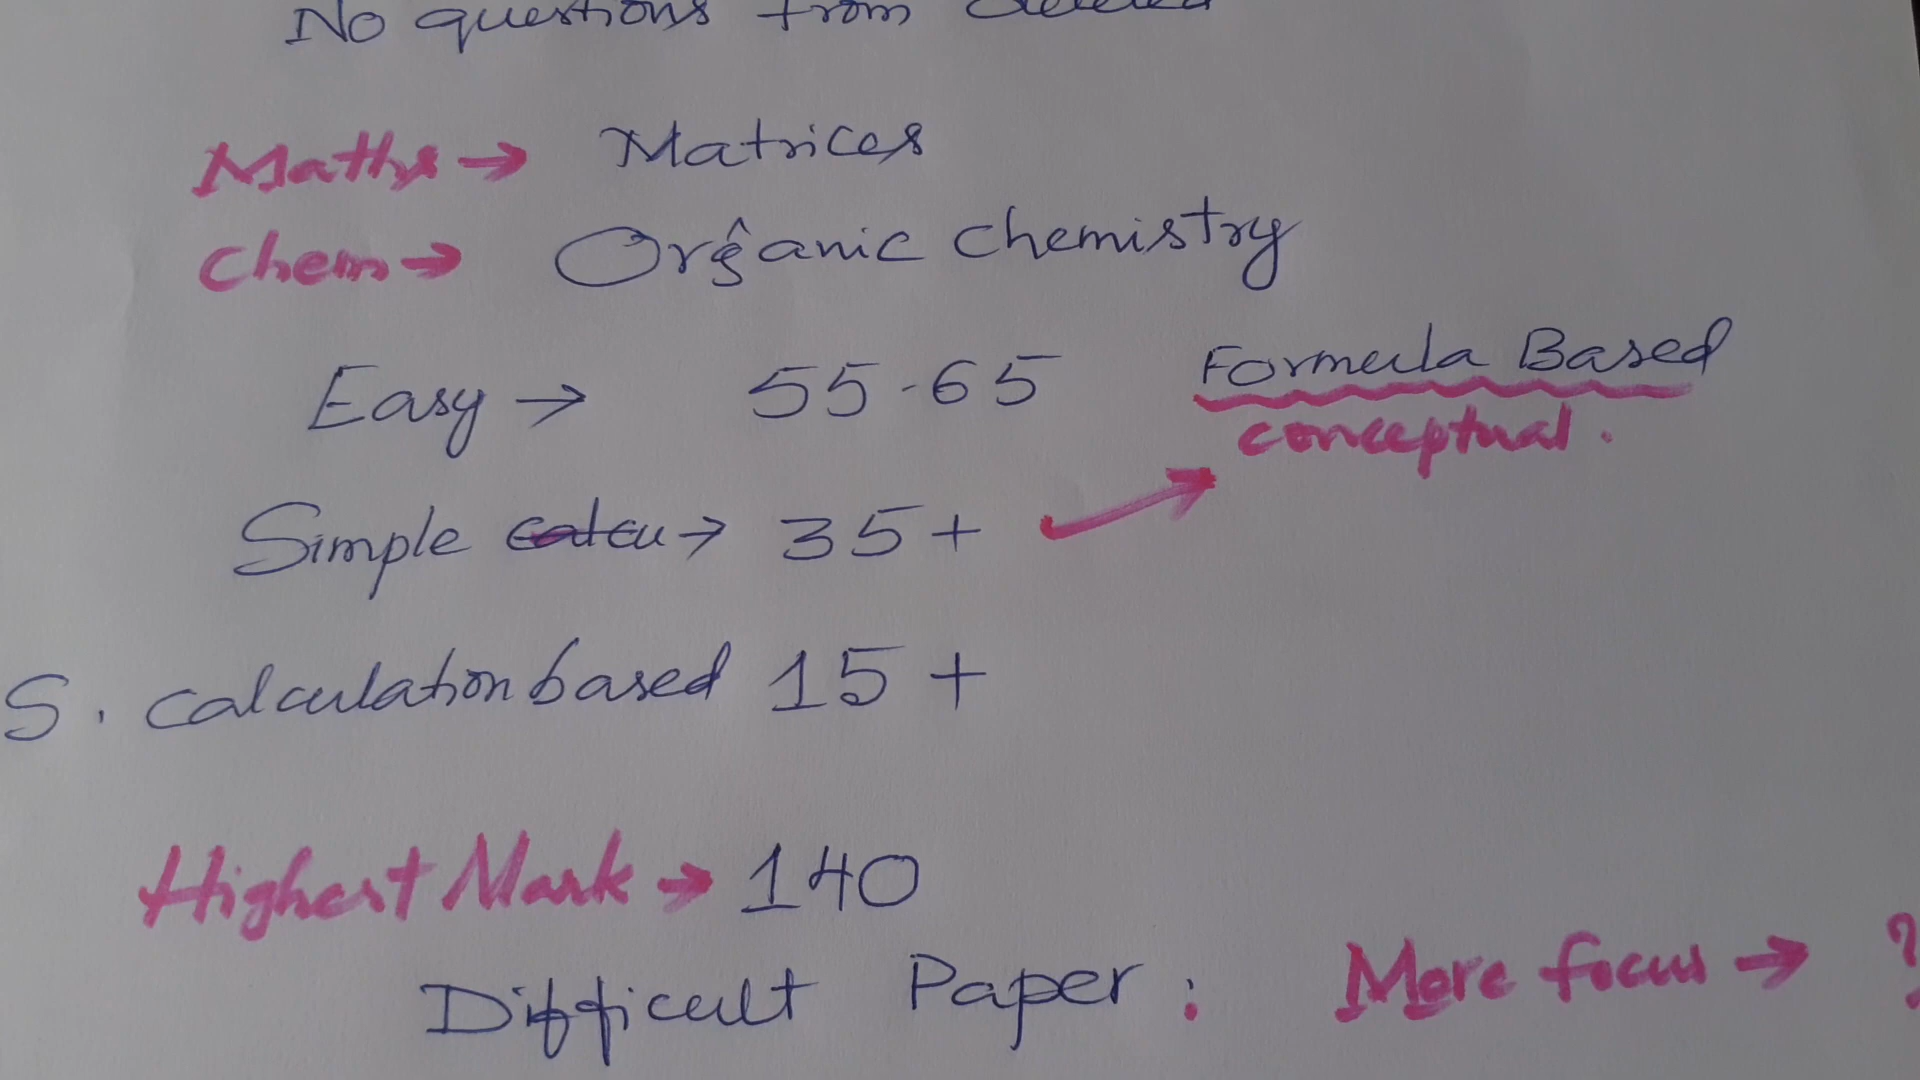 No questions from deleted
Maths → Matrices
Chem → Organic Chemistry
Easy → 55-65 Formula Based
conceptual.
Simple calcu → 35+
S. calculation based 15+
Highest Mark → 140
Difficult Paper : More focus → ?